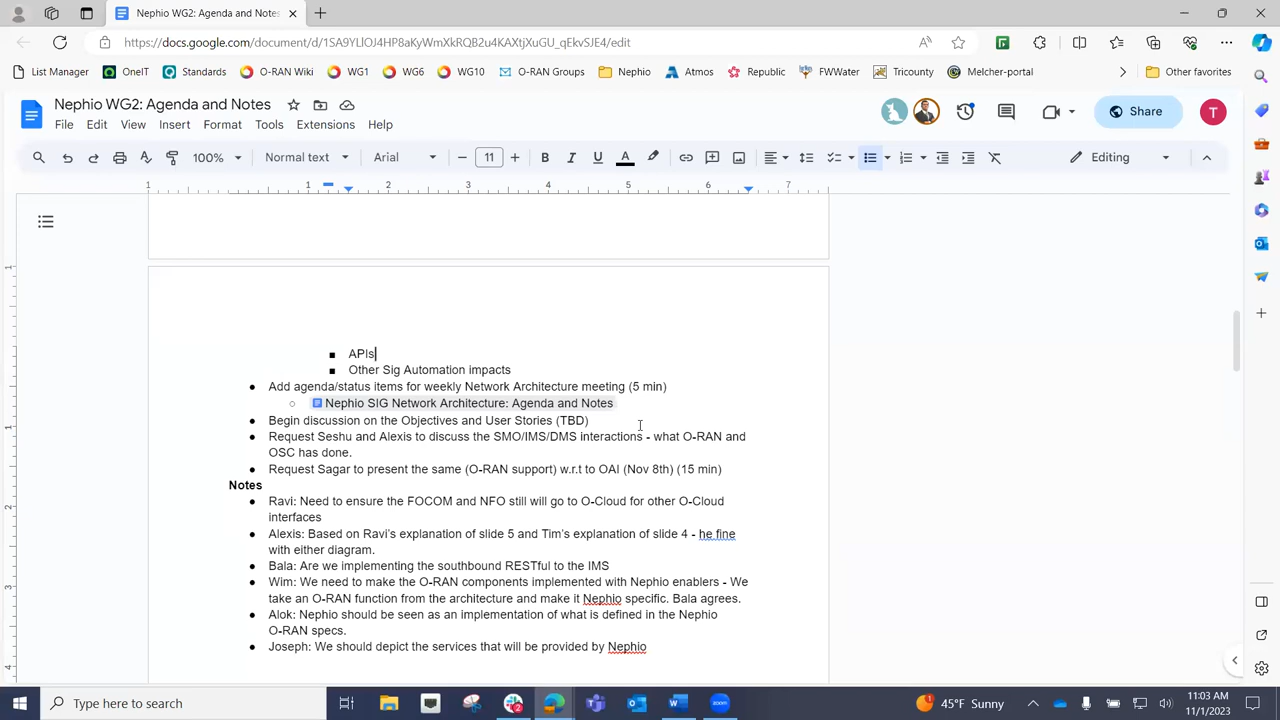 Nephio WG2: Agenda and Notes
https://docs.google.com/document/d/1SA9YLlOJ4HP8aKyWmXkRQB2u4KAXtjXuGU_qEkvSJE4/edit
List Manager OneIT Standards O-RAN Wiki WG1 WG6 WG10 O-RAN Groups Nephio Atmos Republic FWWater Tricounty Melcher-portal Other favorites
Nephio WG2: Agenda and Notes
File Edit View Insert Format Tools Extensions Help
Share T
100% Normal text Arial 11 B I U A Editing
1 1 2 3 4 5 6 7
APIs
Other Sig Automation impacts
Add agenda/status items for weekly Network Architecture meeting (5 min)
Nephio SIG Network Architecture: Agenda and Notes
Begin discussion on the Objectives and User Stories (TBD)
Request Seshu and Alexis to discuss the SMO/IMS/DMS interactions - what O-RAN and
OSC has done.
Request Sagar to present the same (O-RAN support) w.r.t to OAI (Nov 8th) (15 min)
Notes
Ravi: Need to ensure the FOCOM and NFO still will go to O-Cloud for other O-Cloud
interfaces
Alexis: Based on Ravi's explanation of slide 5 and Tim's explanation of slide 4 - he fine
with either diagram.
Bala: Are we implementing the southbound RESTful to the IMS
Wim: We need to make the O-RAN components implemented with Nephio enablers - We
take an O-RAN function from the architecture and make it Nephio specific. Bala agrees.
Alok: Nephio should be seen as an implementation of what is defined in the Nephio
O-RAN specs.
Joseph: We should depict the services that will be provided by Nephio
Type here to search
45°F Sunny
11:03 AM
11/1/2023